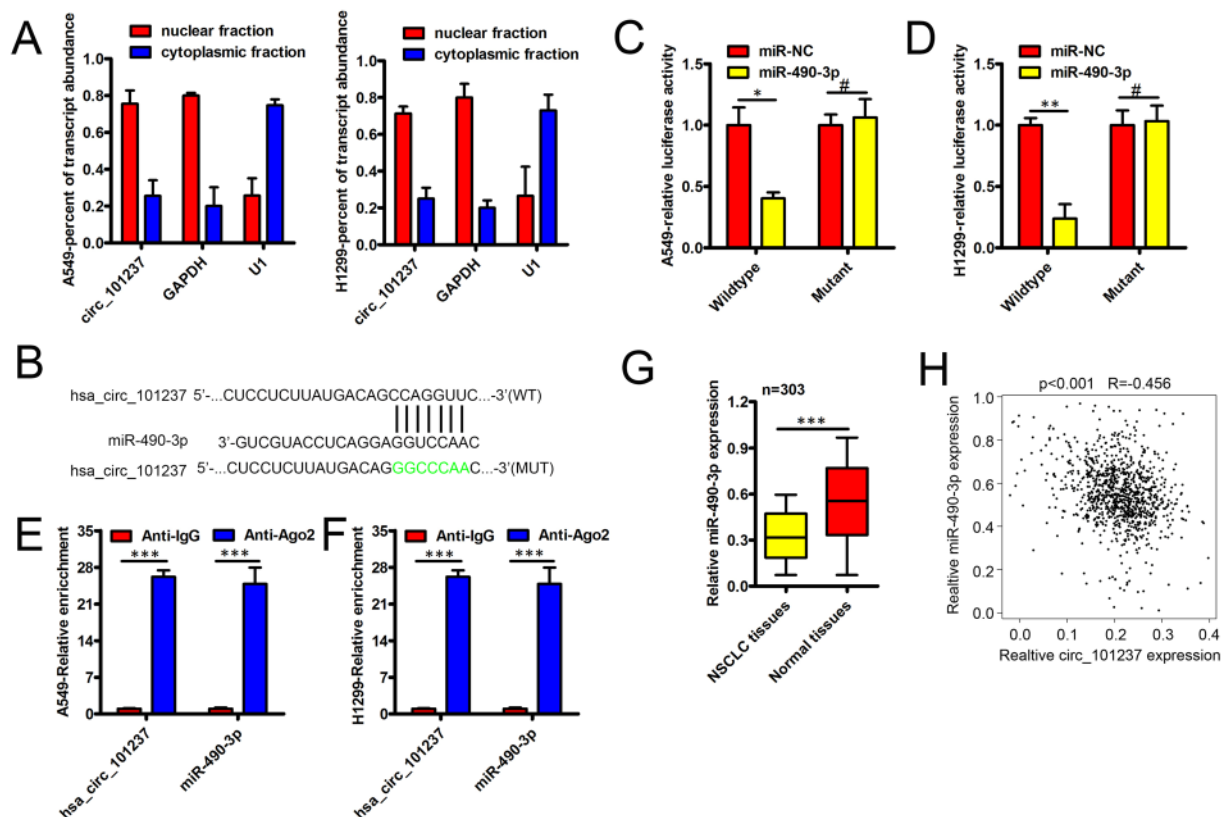 A
nuclear fraction
cytoplasmic fraction
A549-percent of transcript abundance
0.8
0.6
0.4
0.2
0.0
circ_101237
GAPDH
U1
nuclear fraction
cytoplasmic fraction
H1299-percent of transcript abundance
0.8
0.6
0.4
0.2
0.0
circ_101237
GAPDH
U1
C
miR-NC
miR-490-3p
A549-relative luciferase activity
1.5
1.0
0.5
0.0
*
#
Wildtype
Mutant
D
miR-NC
miR-490-3p
H1299-relative luciferase activity
1.5
1.0
0.5
0.0
**
#
Wildtype
Mutant
B
hsa_circ_101237 5'-...CUCCUCUUAUGACAGCCAGGUUC...-3'(WT)
miR-490-3p 3'-GUCGUACCUCAGGAGGUCCAAC
hsa_circ_101237 5'-...CUCCUCUUAUGACAGGGCCCAAC...-3'(MUT)
E
Anti-IgG
Anti-Ago2
A549-Relative enricchment
35
28
21
14
7
0
***
***
hsa_circ_101237
miR-490-3p
F
Anti-IgG
Anti-Ago2
H1299-Relative enrichment
35
28
21
14
7
0
***
***
hsa_circ_101237
miR-490-3p
G
n=303
Relative miR-490-3p expression
1.2
0.9
0.6
0.3
0.0
***
NSCLC tissues
Normal tissues
H
p<0.001 R=-0.456
Realtive miR-490-3p expression
1.0
0.8
0.6
0.4
0.2
0.0
0.0 0.1 0.2 0.3 0.4
Realtive circ_101237 expression